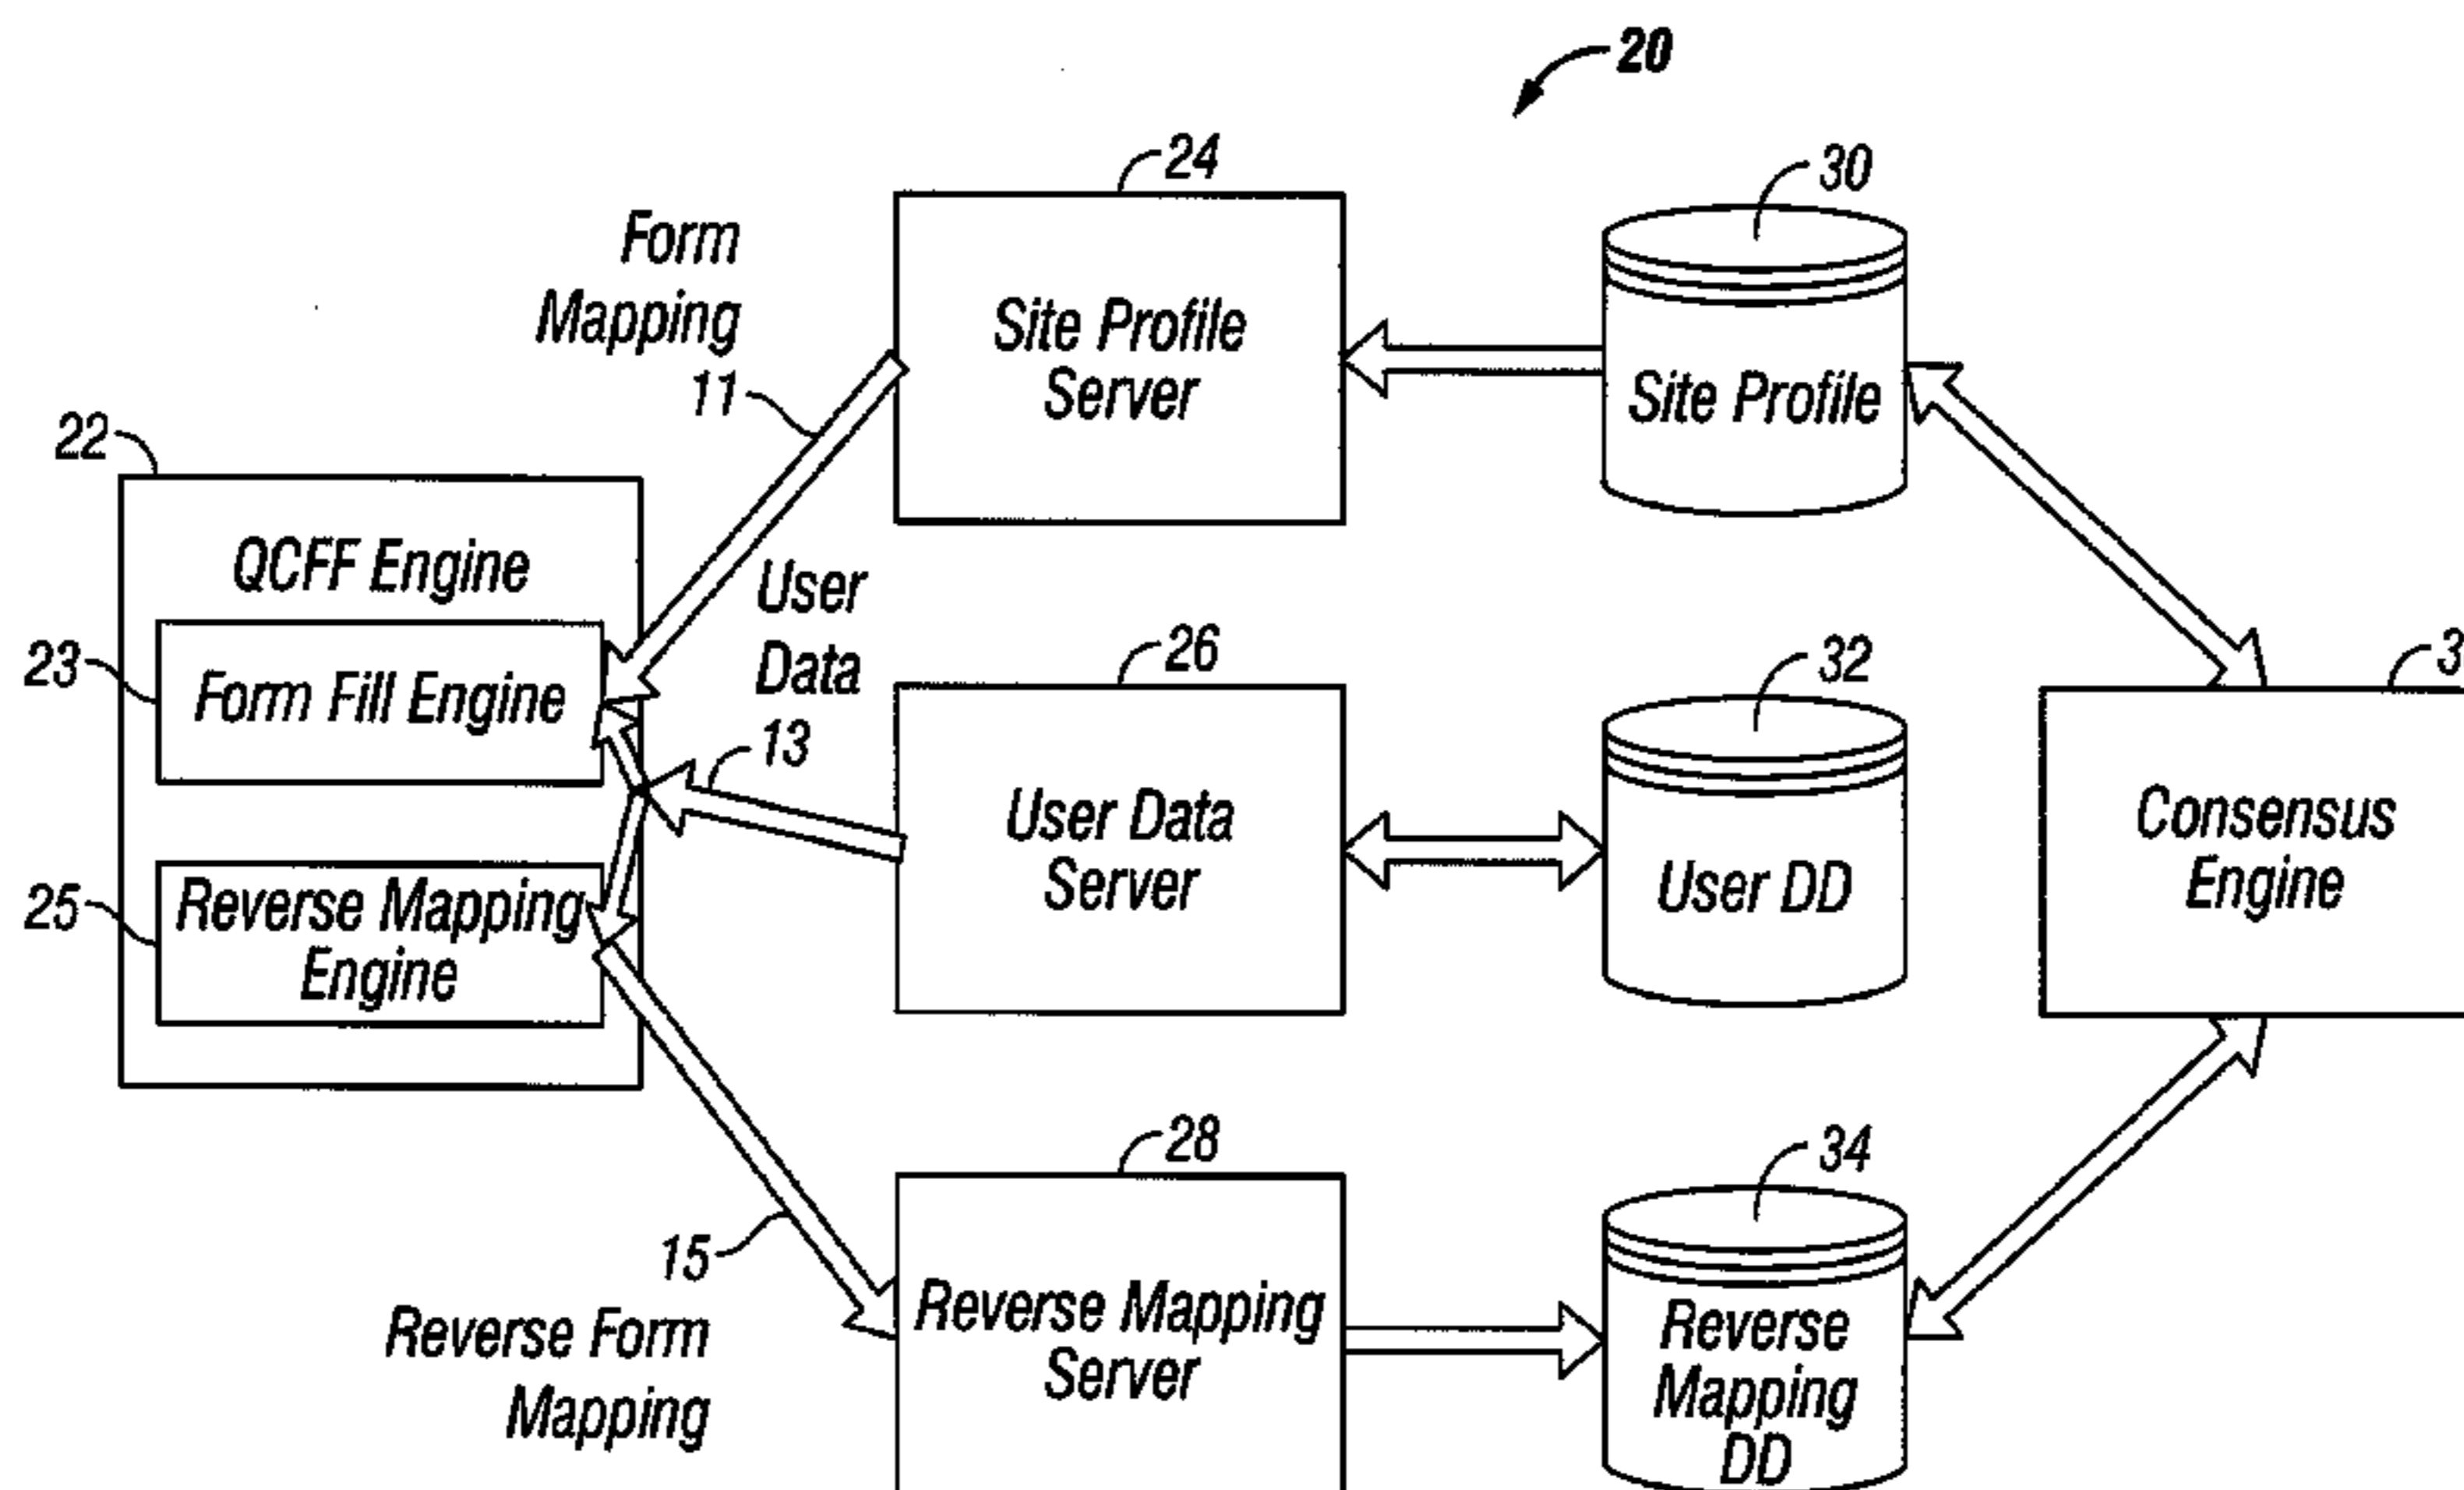 20
24
30
Form
Mapping
11
Site Profile
Server
Site Profile
22
QCFF Engine
User
Data
13
23
Form Fill Engine
26
32
3
User Data
Server
User DD
Consensus
Engine
25
Reverse Mapping
Engine
28
34
15
Reverse Form
Mapping
Reverse Mapping
Server
Reverse
Mapping
DD